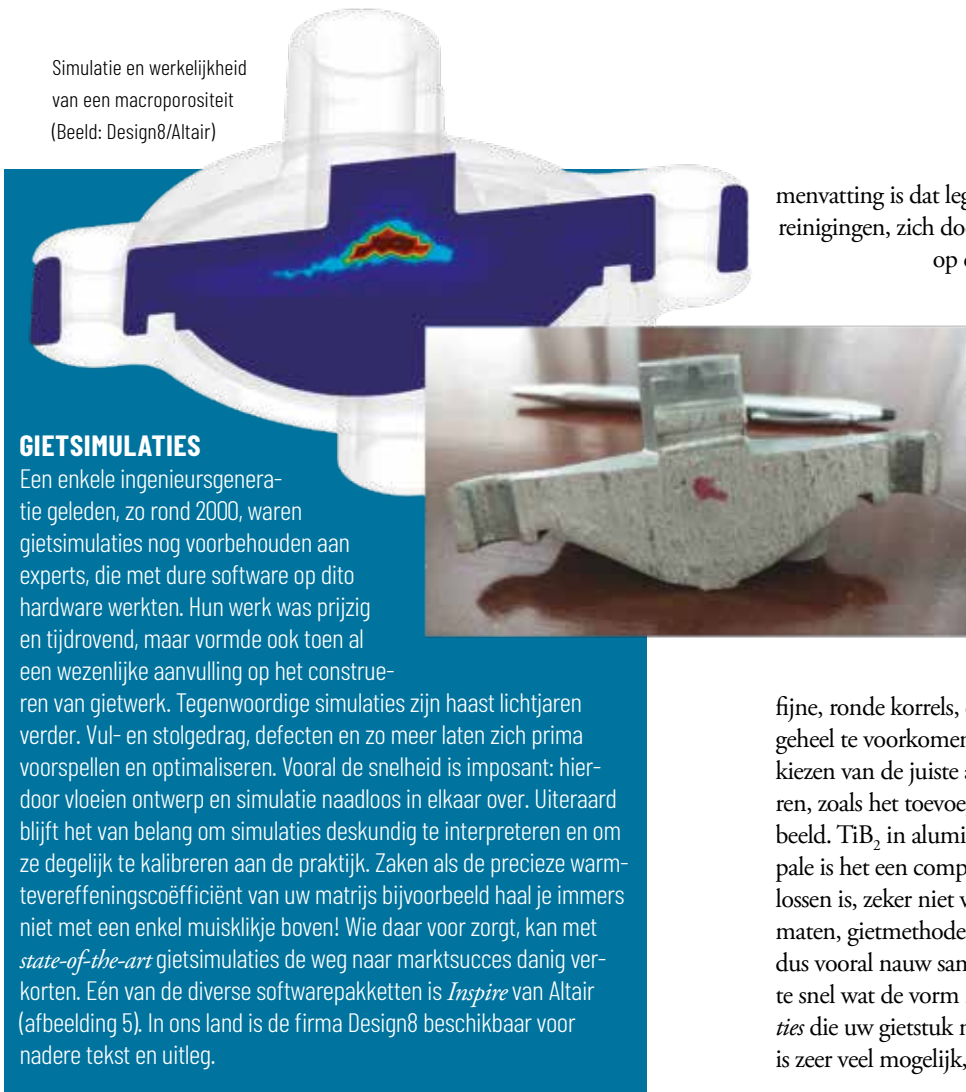 Simulatie en werkelijkheid
van een macroporositeit
(Beeld: Design8/Altair)
menvatting is dat leg
reinigingen, zich doo
op
GIETSIMULATIES
Een enkele ingenieursgenera-
tie geleden, zo rond 2000, waren
gietsimulaties nog voorbehouden aan
experts, die met dure software op dito
hardware werkten. Hun werk was prijzig
en tijdrovend, maar vormde ook toen al
een wezenlijke aanvulling op het construe-
ren van gietwerk. Tegenwoordige simulaties zijn haast lichtjaren
verder. Vul- en stolgedrag, defecten en zo meer laten zich prima
voorspellen en optimaliseren. Vooral de snelheid is imposant: hier-
door vloeien ontwerp en simulatie naadloos in elkaar over. Uiteraard
blijft het van belang om simulaties deskundig te interpreteren en om
ze degelijk te kalibreren aan de praktijk. Zaken als de precieze warm-
tevereffeningscoëfficiënt van uw matrijs bijvoorbeeld haal je immers
niet met een enkel muisklikje boven! Wie daar voor zorgt, kan met
state-of-the-art gietsimulaties de weg naar marktsucces danig ver-
korten. Eén van de diverse softwarepakketten is Inspire van Altair
(afbeelding 5). In ons land is de firma Design8 beschikbaar voor
nadere tekst en uitleg.
fijne, ronde korrels,
geheel te voorkomen
kiezen van de juiste
ren, zoals het toevoe
beeld. TiB₂ in alumi
pale is het een comp
lossen is, zeker niet v
maten, gietmethode
dus vooral nauw san
te snel wat de vorm
ties die uw gietstuk
is zeer veel mogelijk,